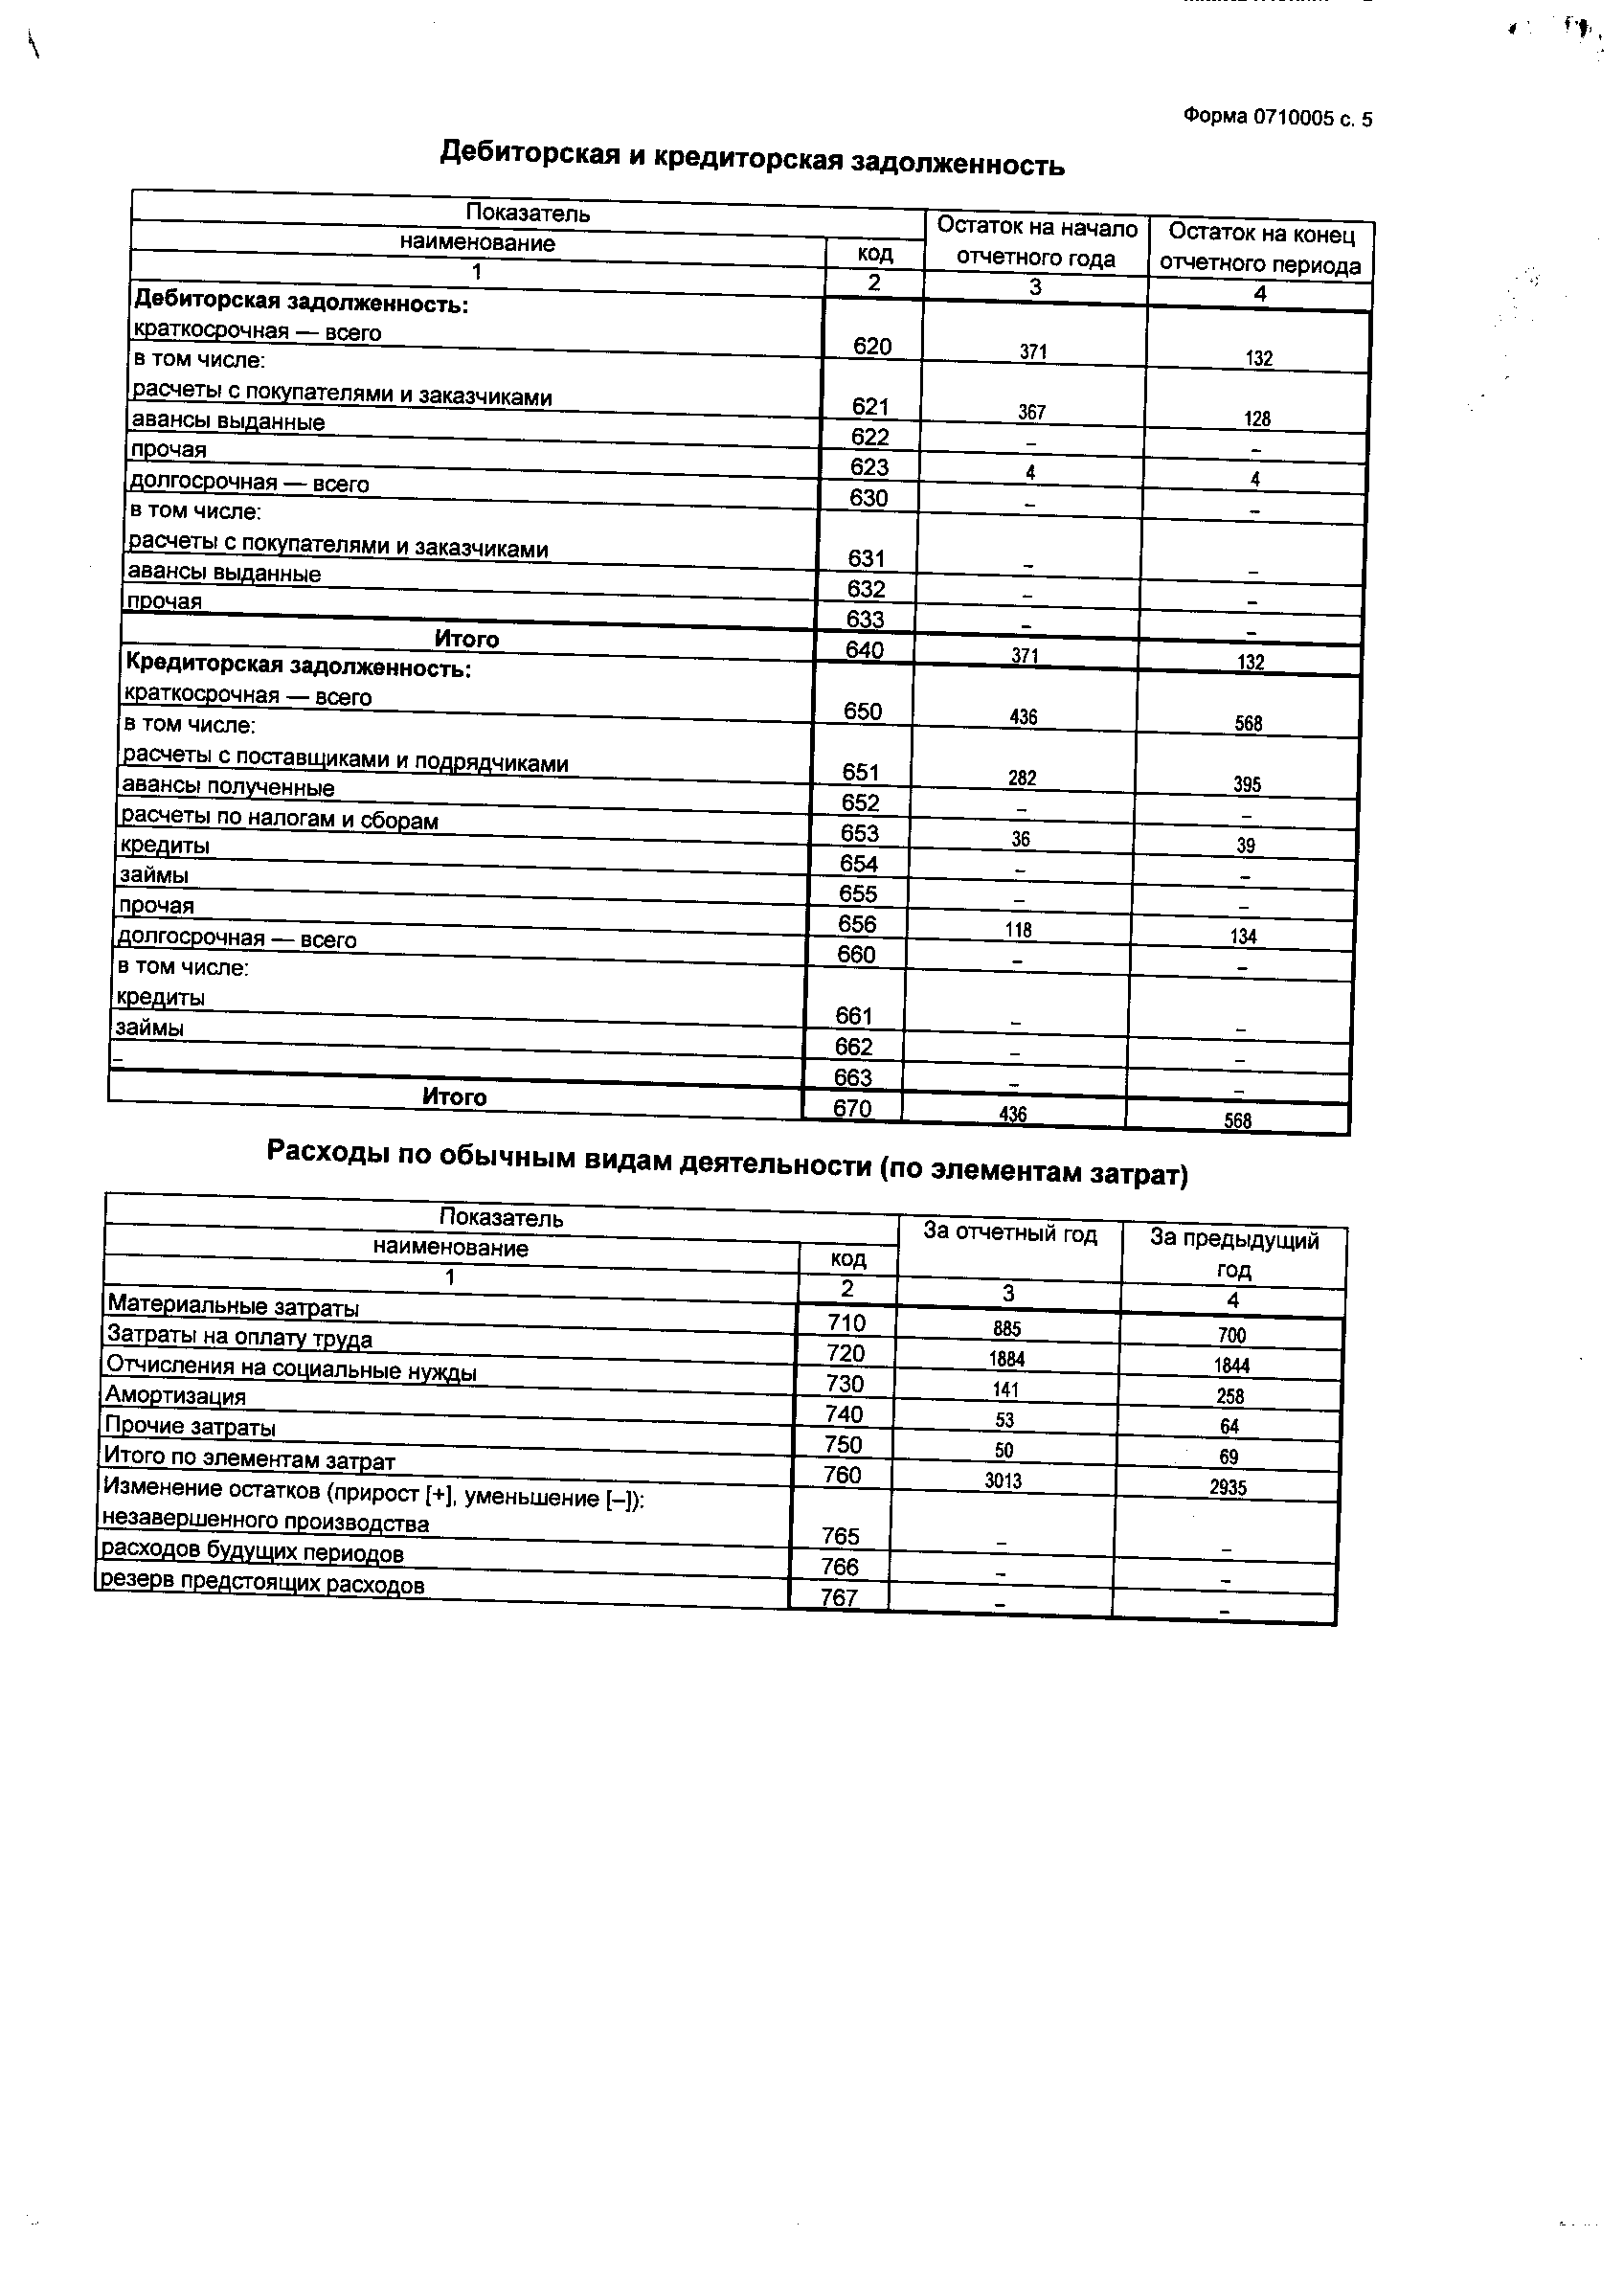 Форма 0710005 с. 5
Дебиторская и кредиторская задолженность
Показатель Остаток на начало отчетного года Остаток на конец отчетного периода
наименование код
1 2 3 4
Дебиторская задолженность:
краткосрочная — всего 620 371 132
в том числе:
расчеты с покупателями и заказчиками 621 367 128
авансы выданные 622 – –
прочая 623 4 4
долгосрочная — всего 630 – –
в том числе:
расчеты с покупателями и заказчиками 631 – –
авансы выданные 632 – –
прочая 633 – –
Итого 640 371 132
Кредиторская задолженность:
краткосрочная — всего 650 436 568
в том числе:
расчеты с поставщиками и подрядчиками 651 282 395
авансы полученные 652 – –
расчеты по налогам и сборам 653 36 39
кредиты 654 – –
займы 655 – –
прочая 656 118 134
долгосрочная — всего 660 – –
в том числе:
кредиты 661 – –
займы 662 – –
– 663 – –
Итого 670 436 568
Расходы по обычным видам деятельности (по элементам затрат)
Показатель За отчетный год За предыдущий год
наименование код
1 2 3 4
Материальные затраты 710 885 700
Затраты на оплату труда 720 1884 1844
Отчисления на социальные нужды 730 141 258
Амортизация 740 53 64
Прочие затраты 750 50 69
Итого по элементам затрат 760 3013 2935
Изменение остатков (прирост [+], уменьшение [–]):
незавершенного производства 765 – –
расходов будущих периодов 766 – –
резерв предстоящих расходов 767 – –